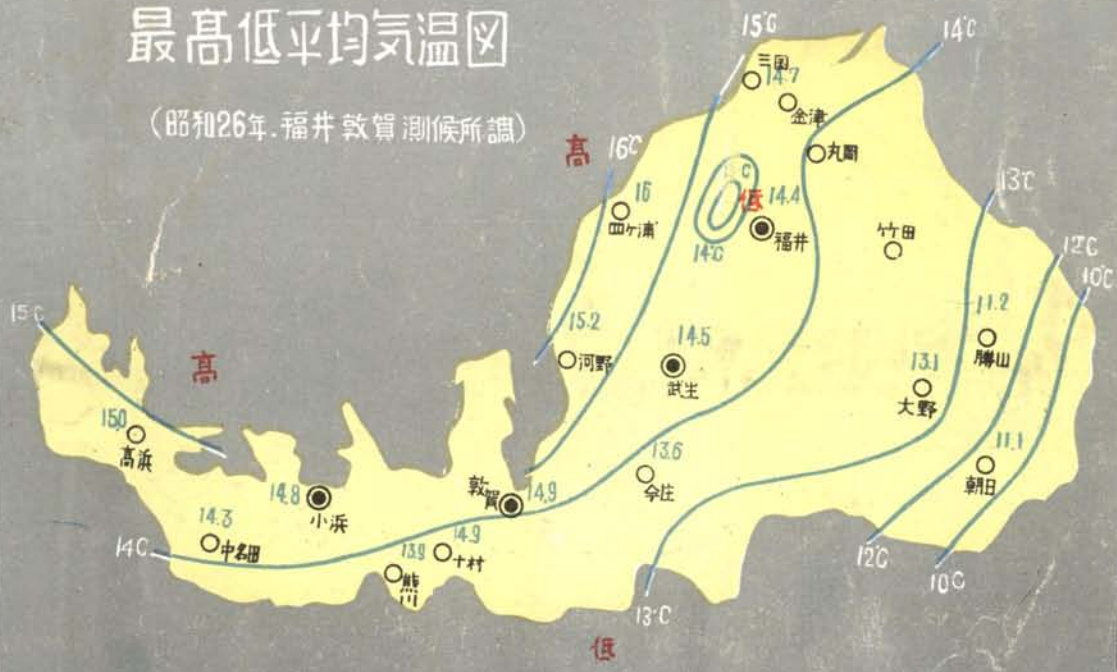 最高低平均気温図
(昭和26年.福井敦賀測候所調)
15°C
14°C
三国
14.7
金津
丸岡
高
16°C
13°C
16
四ヶ浦
低
14.4
福井
14°C
竹田
12°C
10°C
15°C
高
15.2
河野
14.5
武生
11.2
勝山
13.1
大野
15.0
高浜
14.8
小浜
敦賀
14.9
13.6
今庄
11.1
朝日
14.3
中名田
14°C
13.9
熊川
14.9
十村
13°C
12°C
10°C
低